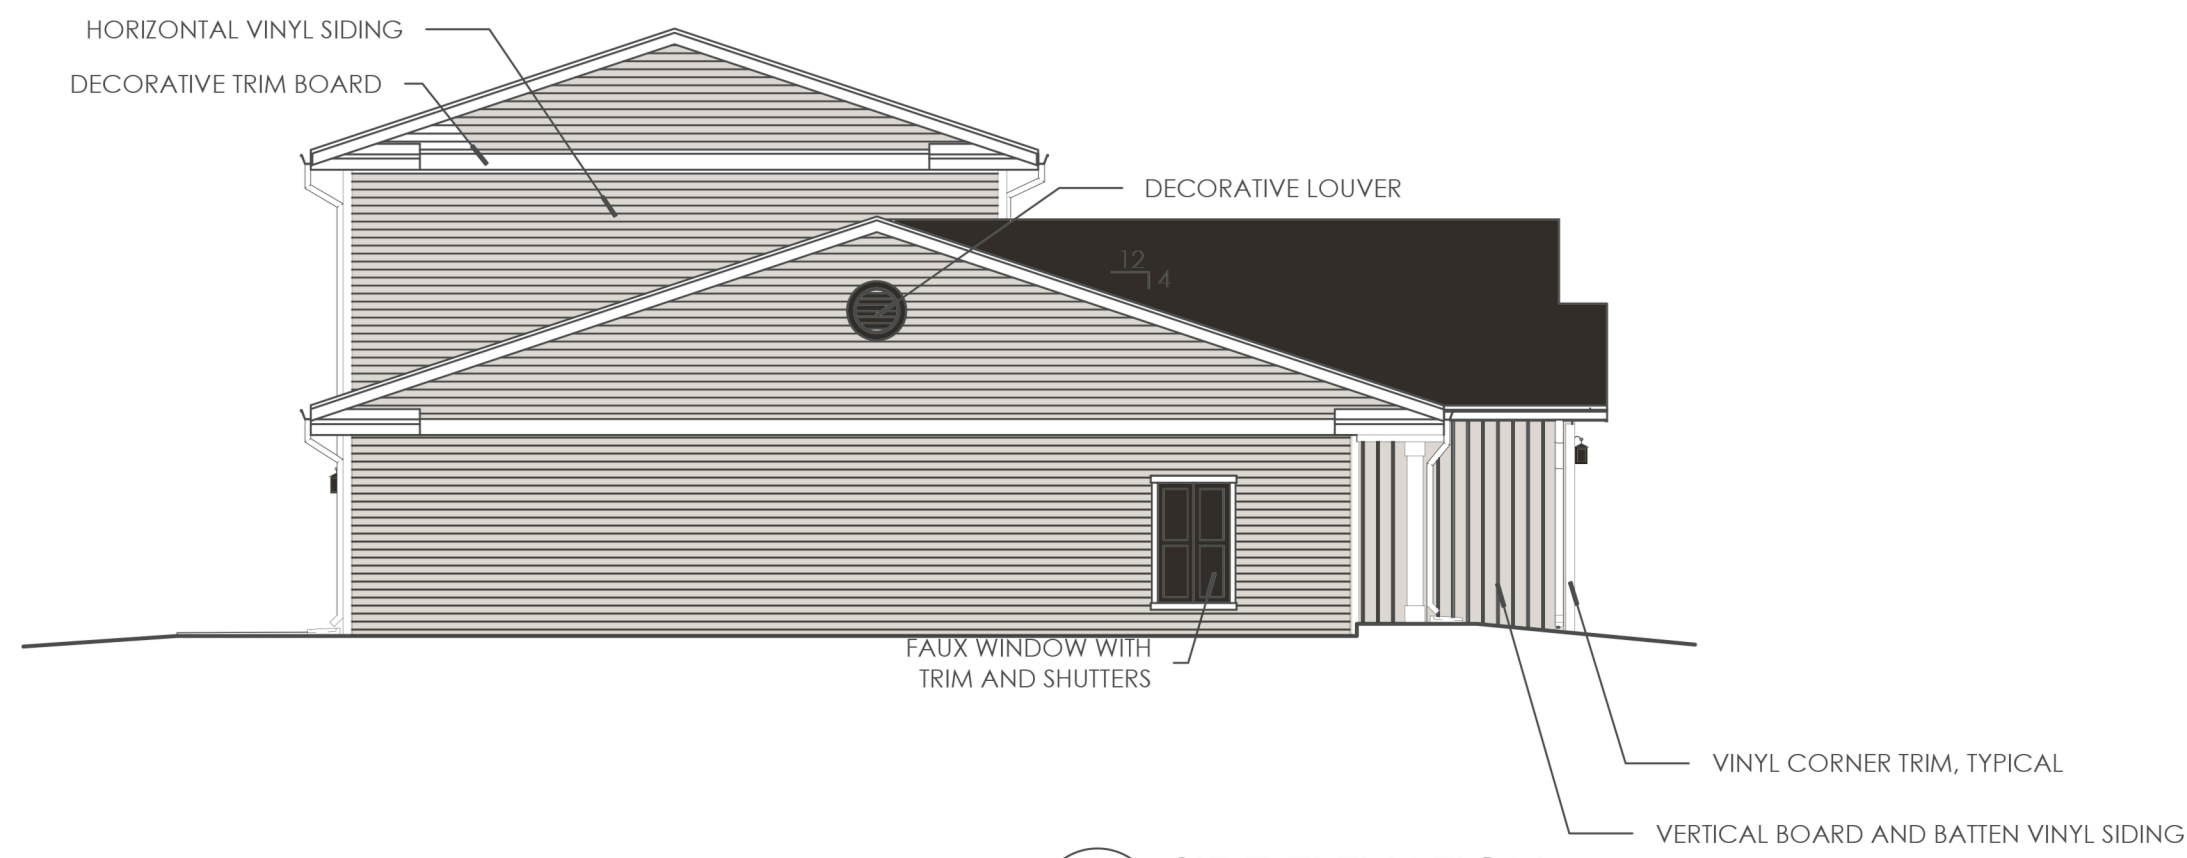 HORIZONTAL VINYL SIDING
DECORATIVE TRIM BOARD
DECORATIVE LOUVER
12
4
FAUX WINDOW WITH
TRIM AND SHUTTERS
VINYL CORNER TRIM, TYPICAL
VERTICAL BOARD AND BATTEN VINYL SIDING